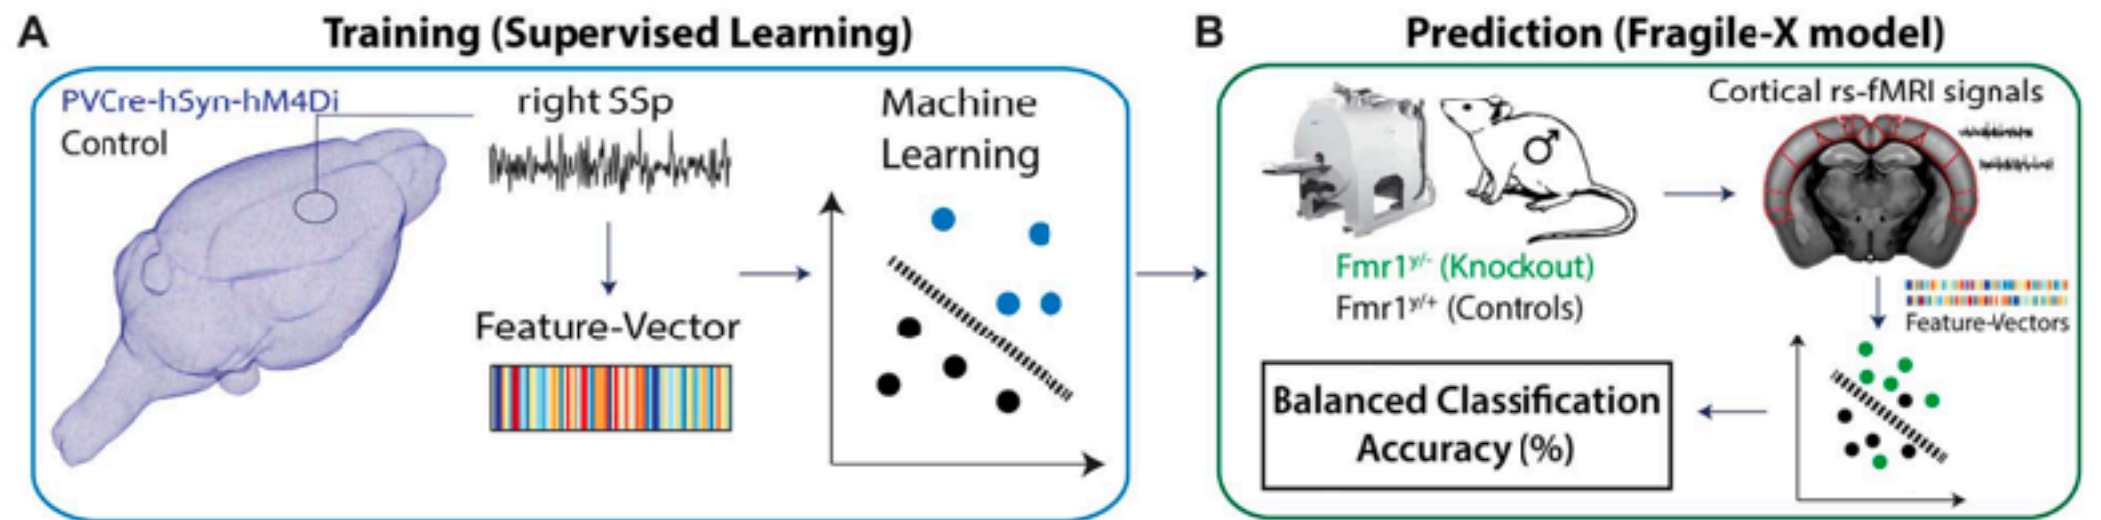 A
Training (Supervised Learning)
PVCre-hSyn-hM4Di
Control
right SSp
Feature-Vector
Machine
Learning
B
Prediction (Fragile-X model)
Cortical rs-fMRI signals
Fmr1ʸ/⁻ (Knockout)
Fmr1ʸ/⁺ (Controls)
Feature-Vectors
Balanced Classification
Accuracy (%)